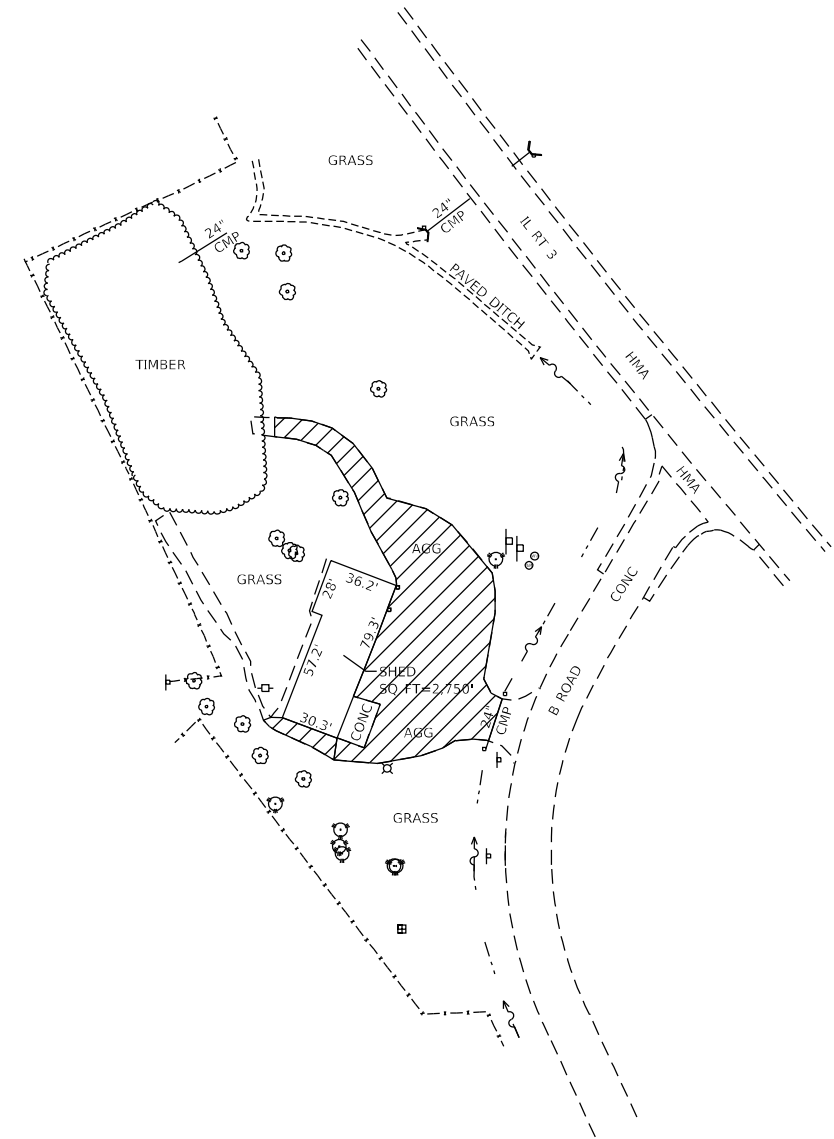 GRASS
24"
CMP
24"
CMP
IL RT 3
PAVED DITCH
TIMBER
HMA
GRASS
HMA
AGG
GRASS
36.2'
28'
CONC
79.3'
57.2'
SHED
SQ FT=2,750'
B ROAD
30.3'
CONC
AGG
24"
CMP
GRASS